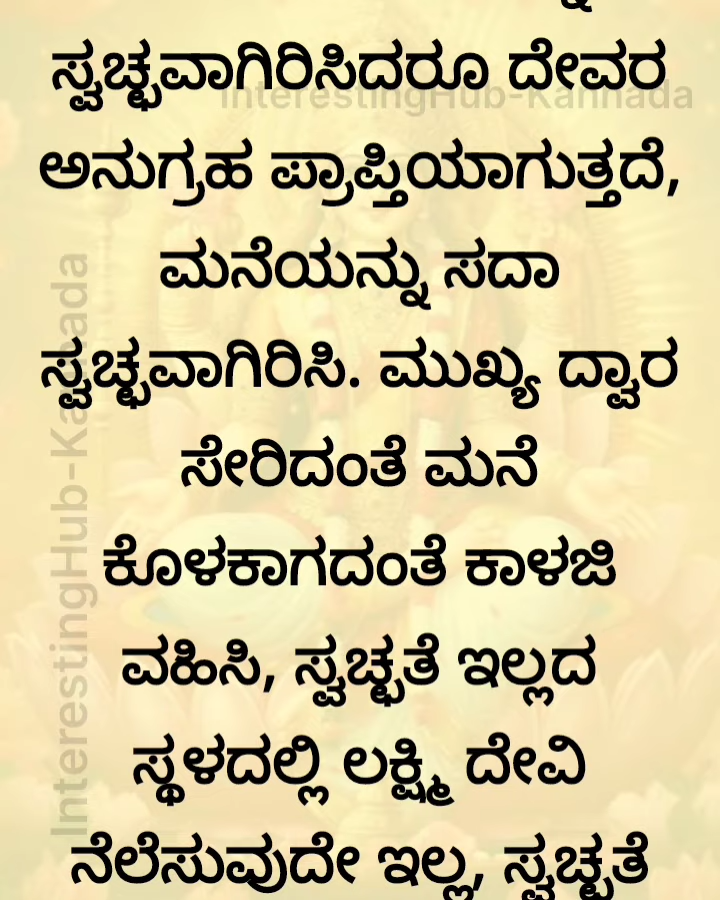 ಸ್ವಚ್ಛವಾಗಿರಿಸಿದರೂ ದೇವರ
InterestingHub-Kannada
ಅನುಗ್ರಹ ಪ್ರಾಪ್ತಿಯಾಗುತ್ತದೆ,
ಮನೆಯನ್ನು ಸದಾ
ಸ್ವಚ್ಛವಾಗಿರಿಸಿ. ಮುಖ್ಯ ದ್ವಾರ
ಸೇರಿದಂತೆ ಮನೆ
ಕೊಳಕಾಗದಂತೆ ಕಾಳಜಿ
ವಹಿಸಿ, ಸ್ವಚ್ಛತೆ ಇಲ್ಲದ
ಸ್ಥಳದಲ್ಲಿ ಲಕ್ಷ್ಮಿ ದೇವಿ
ನೆಲೆಸುವುದೇ ಇಲ್ಲ, ಸ್ವಚ್ಛತೆ
InterestingHub-Kannada